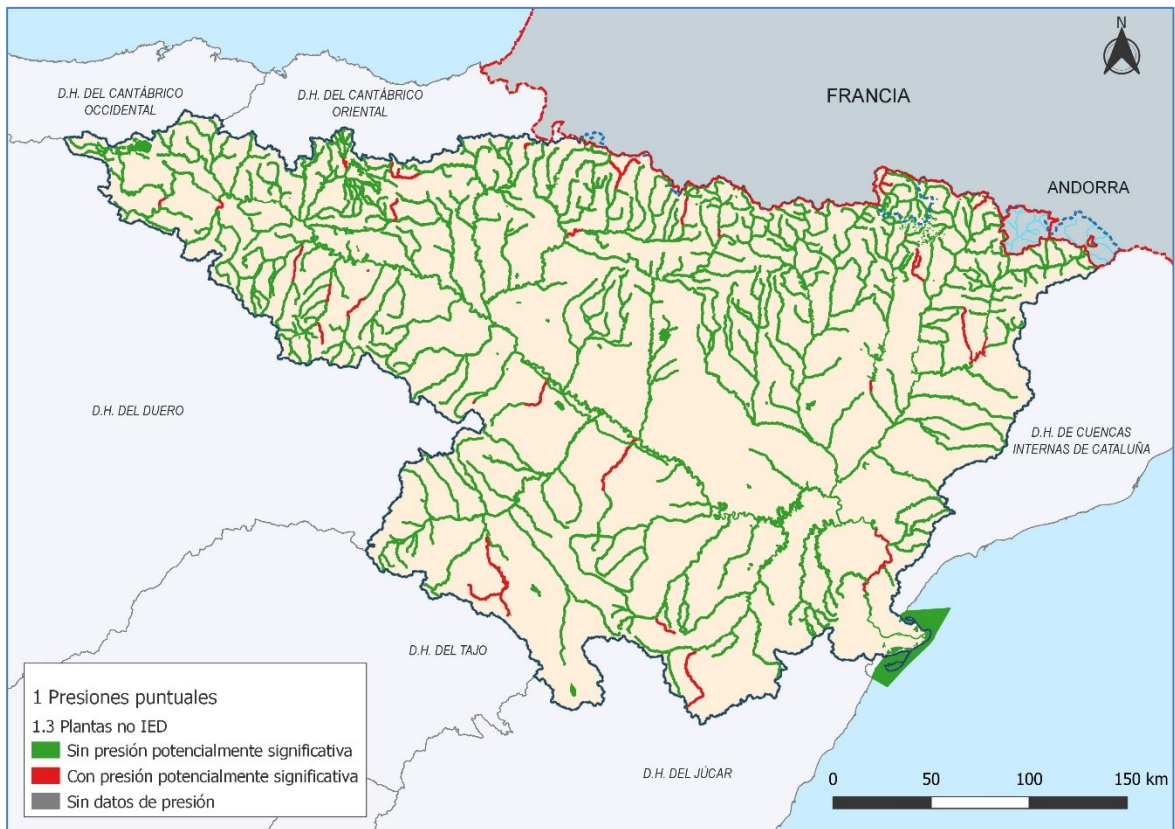 N
D.H. DEL CANTÁBRICO
OCCIDENTAL
D.H. DEL CANTÁBRICO
ORIENTAL
FRANCIA
ANDORRA
D.H. DEL DUERO
D.H. DE CUENCAS
INTERNAS DE CATALUÑA
D.H. DEL TAJO
D.H. DEL JÚCAR
1 Presiones puntuales
1.3 Plantas no IED
Sin presión potencialmente significativa
Con presión potencialmente significativa
Sin datos de presión
0 50 100 150 km